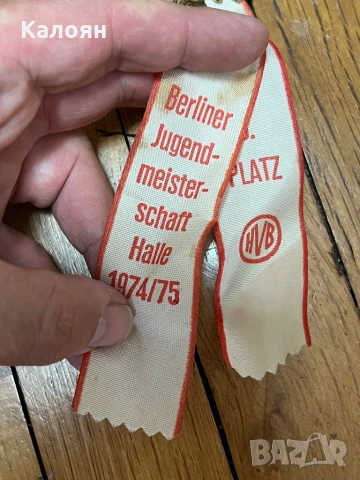 Калоян
Berliner
Jugend-
meister-
schaft
Halle
1974/75
.
PLATZ
HVB
BAZAR